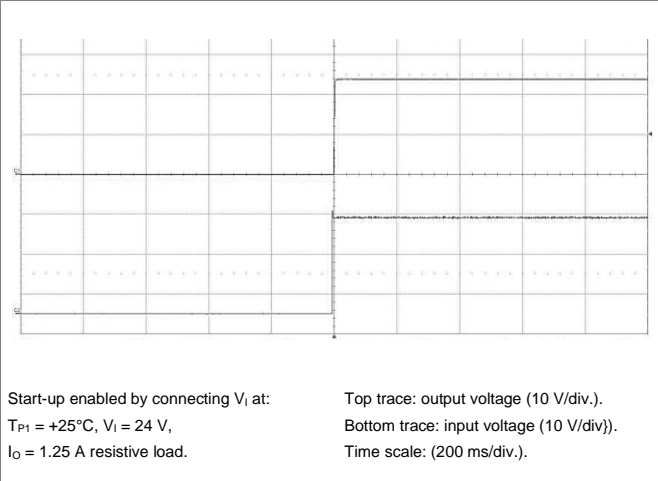 Start-up enabled by connecting VI at:
TP1 = +25°C, VI = 24 V,
IO = 1.25 A resistive load.
Top trace: output voltage (10 V/div.).
Bottom trace: input voltage (10 V/div}).
Time scale: (200 ms/div.).